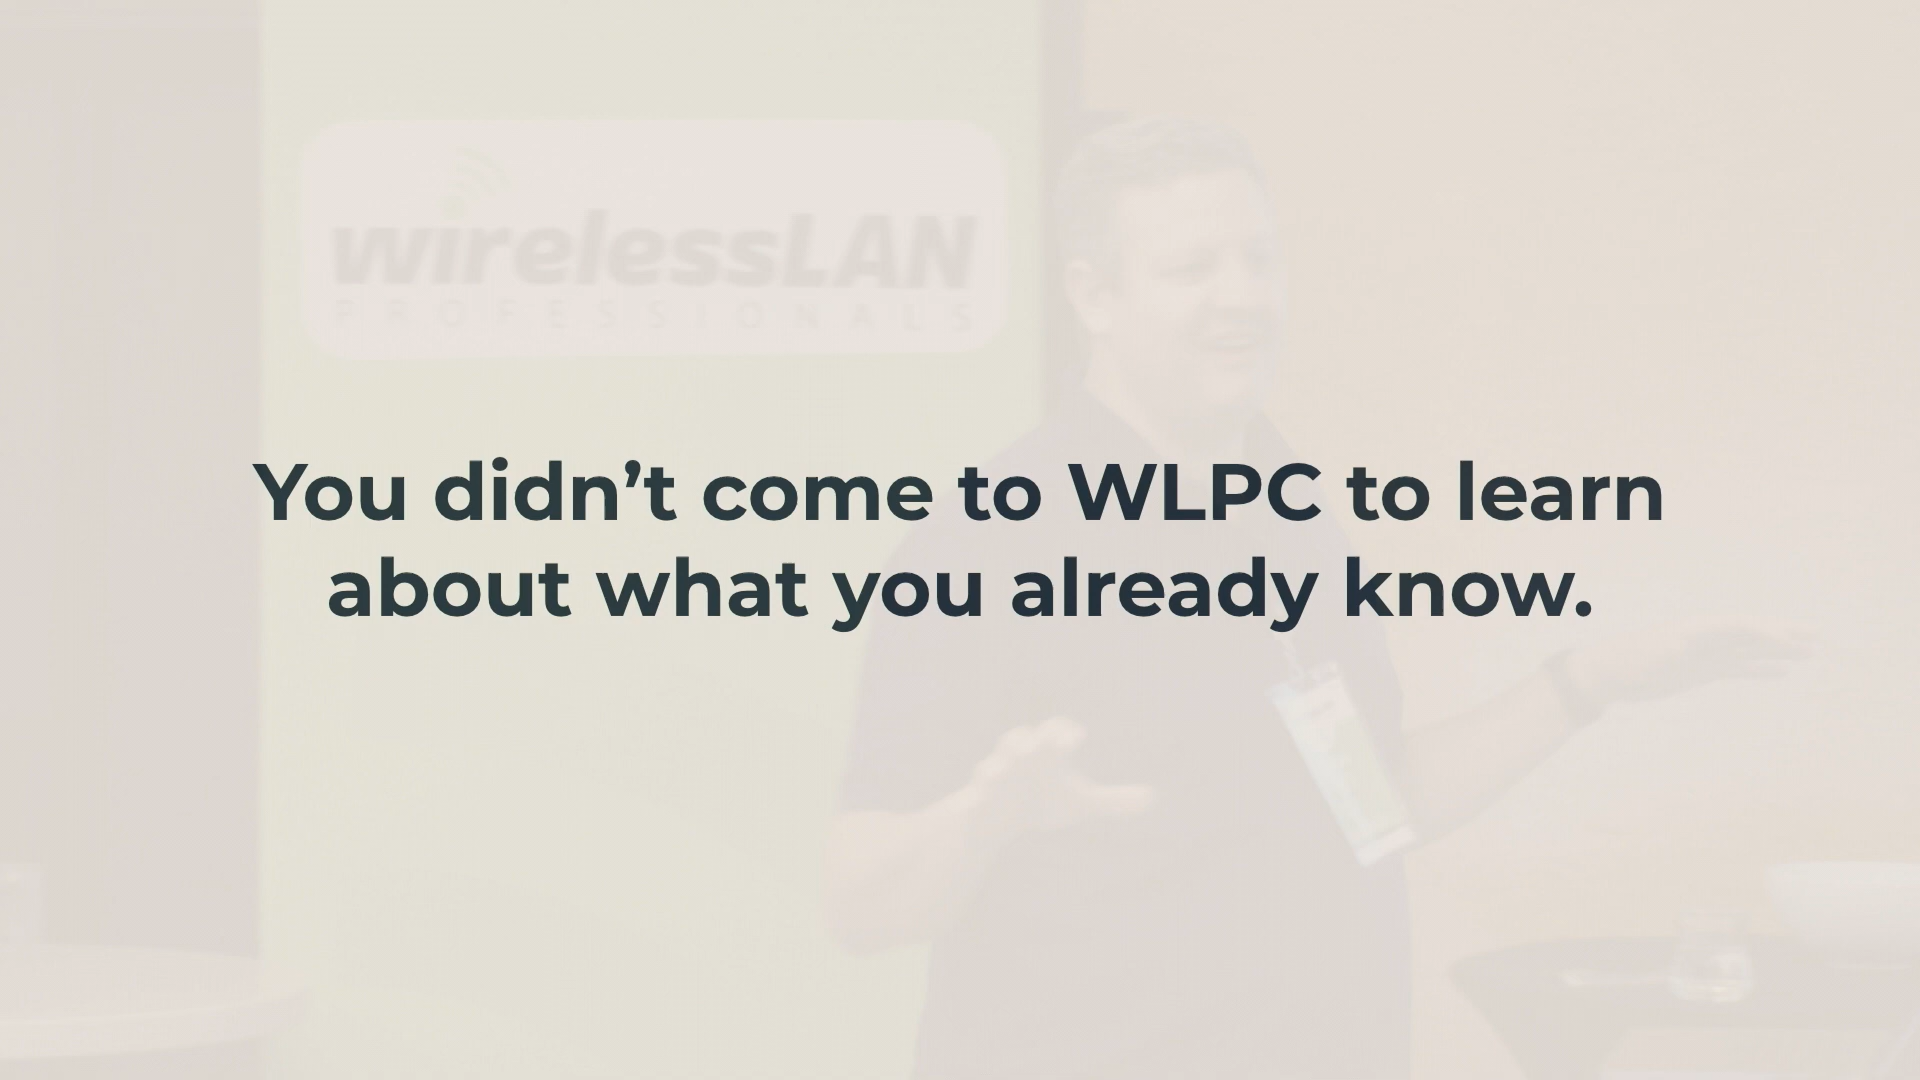 wirelessLAN
PROFESSIONALS
You didn’t come to WLPC to learn
about what you already know.